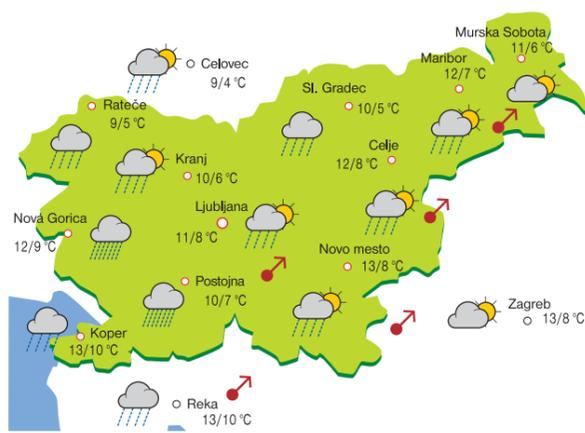 Murska Sobota
11/6 °C
Maribor
12/7 °C
Celovec
9/4 °C
Sl. Gradec
10/5 °C
Rateče
9/5 °C
Celje
12/8 °C
Kranj
10/6 °C
Ljubljana
11/8 °C
Nova Gorica
12/9 °C
Novo mesto
13/8 °C
Postojna
10/7 °C
Zagreb
13/8 °C
Koper
13/10 °C
Reka
13/10 °C